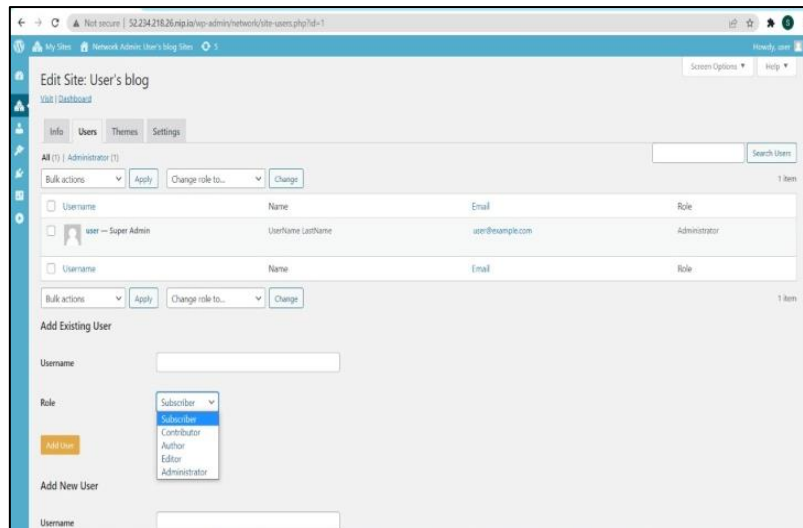 Not secure | 52.234.218.26.nip.io/wp-admin/network/site-users.php?id=1
My Sites Network Admin: User's blog Sites 5 Howdy, user
Screen Options Help
Edit Site: User's blog
Visit | Dashboard
Info Users Themes Settings
All (1) | Administrator (1) Search Users
Bulk actions Apply Change role to... Change 1 item
Username Name Email Role
user — Super Admin UserName LastName user@example.com Administrator
Username Name Email Role
Bulk actions Apply Change role to... Change 1 item
Add Existing User
Username
Role Subscriber
Subscriber
Contributor
Author
Add User
Editor
Administrator
Add New User
Username